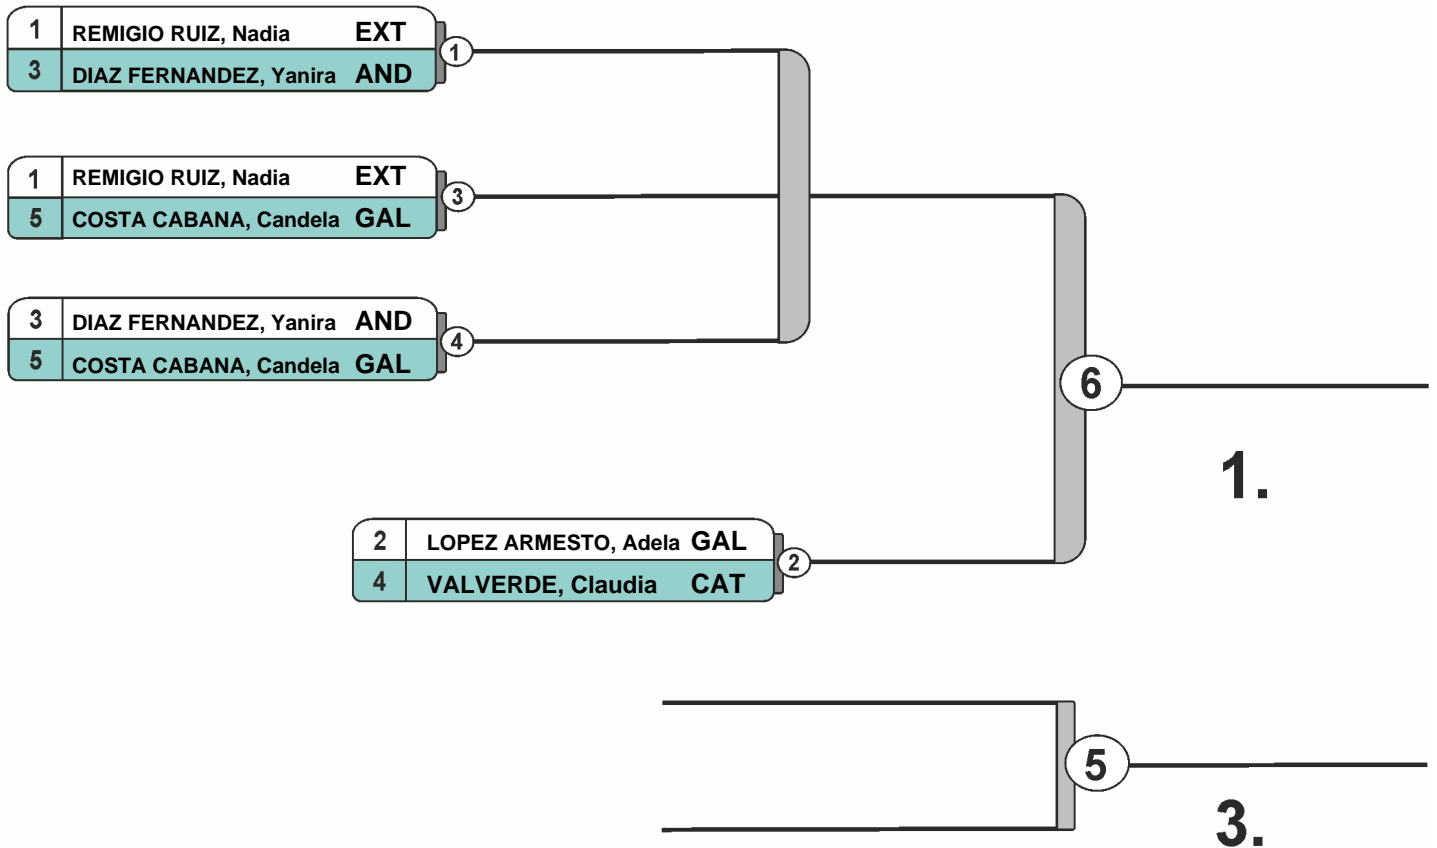 1 REMIGIO RUIZ, Nadia EXT
3 DIAZ FERNANDEZ, Yanira AND
1
1 REMIGIO RUIZ, Nadia EXT
5 COSTA CABANA, Candela GAL
3
3 DIAZ FERNANDEZ, Yanira AND
5 COSTA CABANA, Candela GAL
4
6
1.
2 LOPEZ ARMESTO, Adela GAL
4 VALVERDE, Claudia CAT
2
5
3.